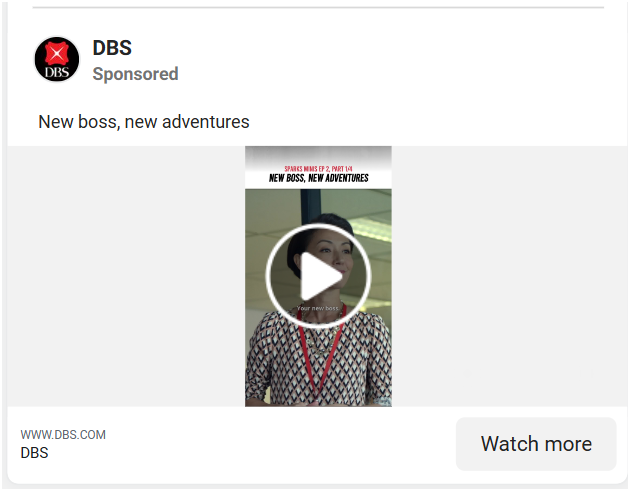 DBS
Sponsored
DBS
New boss, new adventures
SPARKS MINIS EP 2, PART 1/4
NEW BOSS, NEW ADVENTURES
Your new boss
WWW.DBS.COM
DBS
Watch more